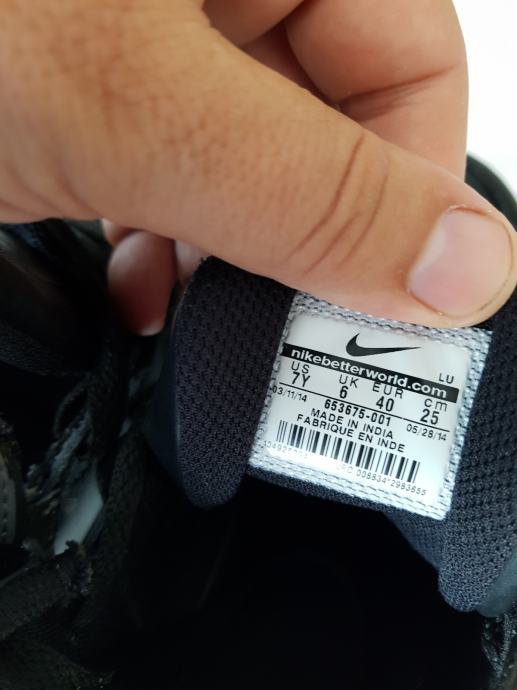 LU
nikebetterworld.com
US UK EUR cm
7Y 6 40 25
03/11/14 653675-001 05/28/14
MADE IN INDIA
FABRIQUE EN INDE